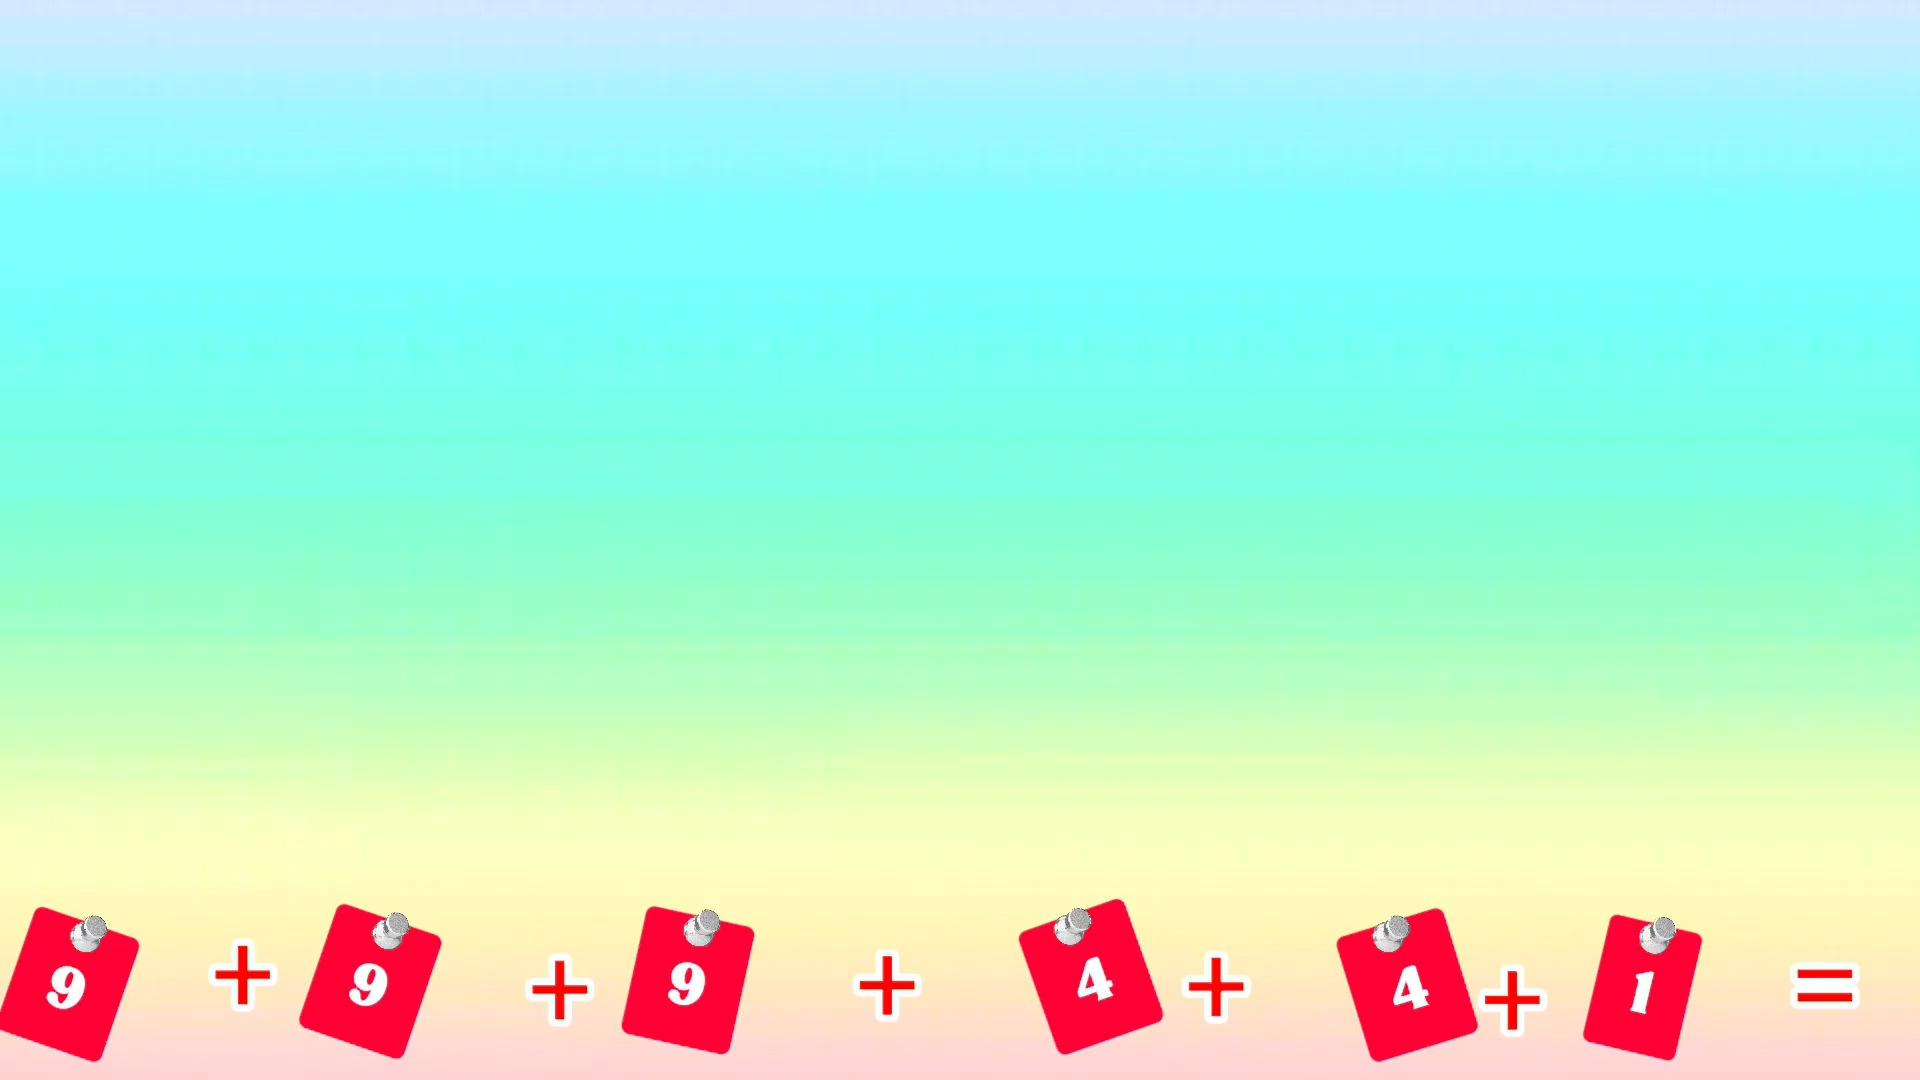 9 + 9 + 9 + 4 + 4 + 1 =